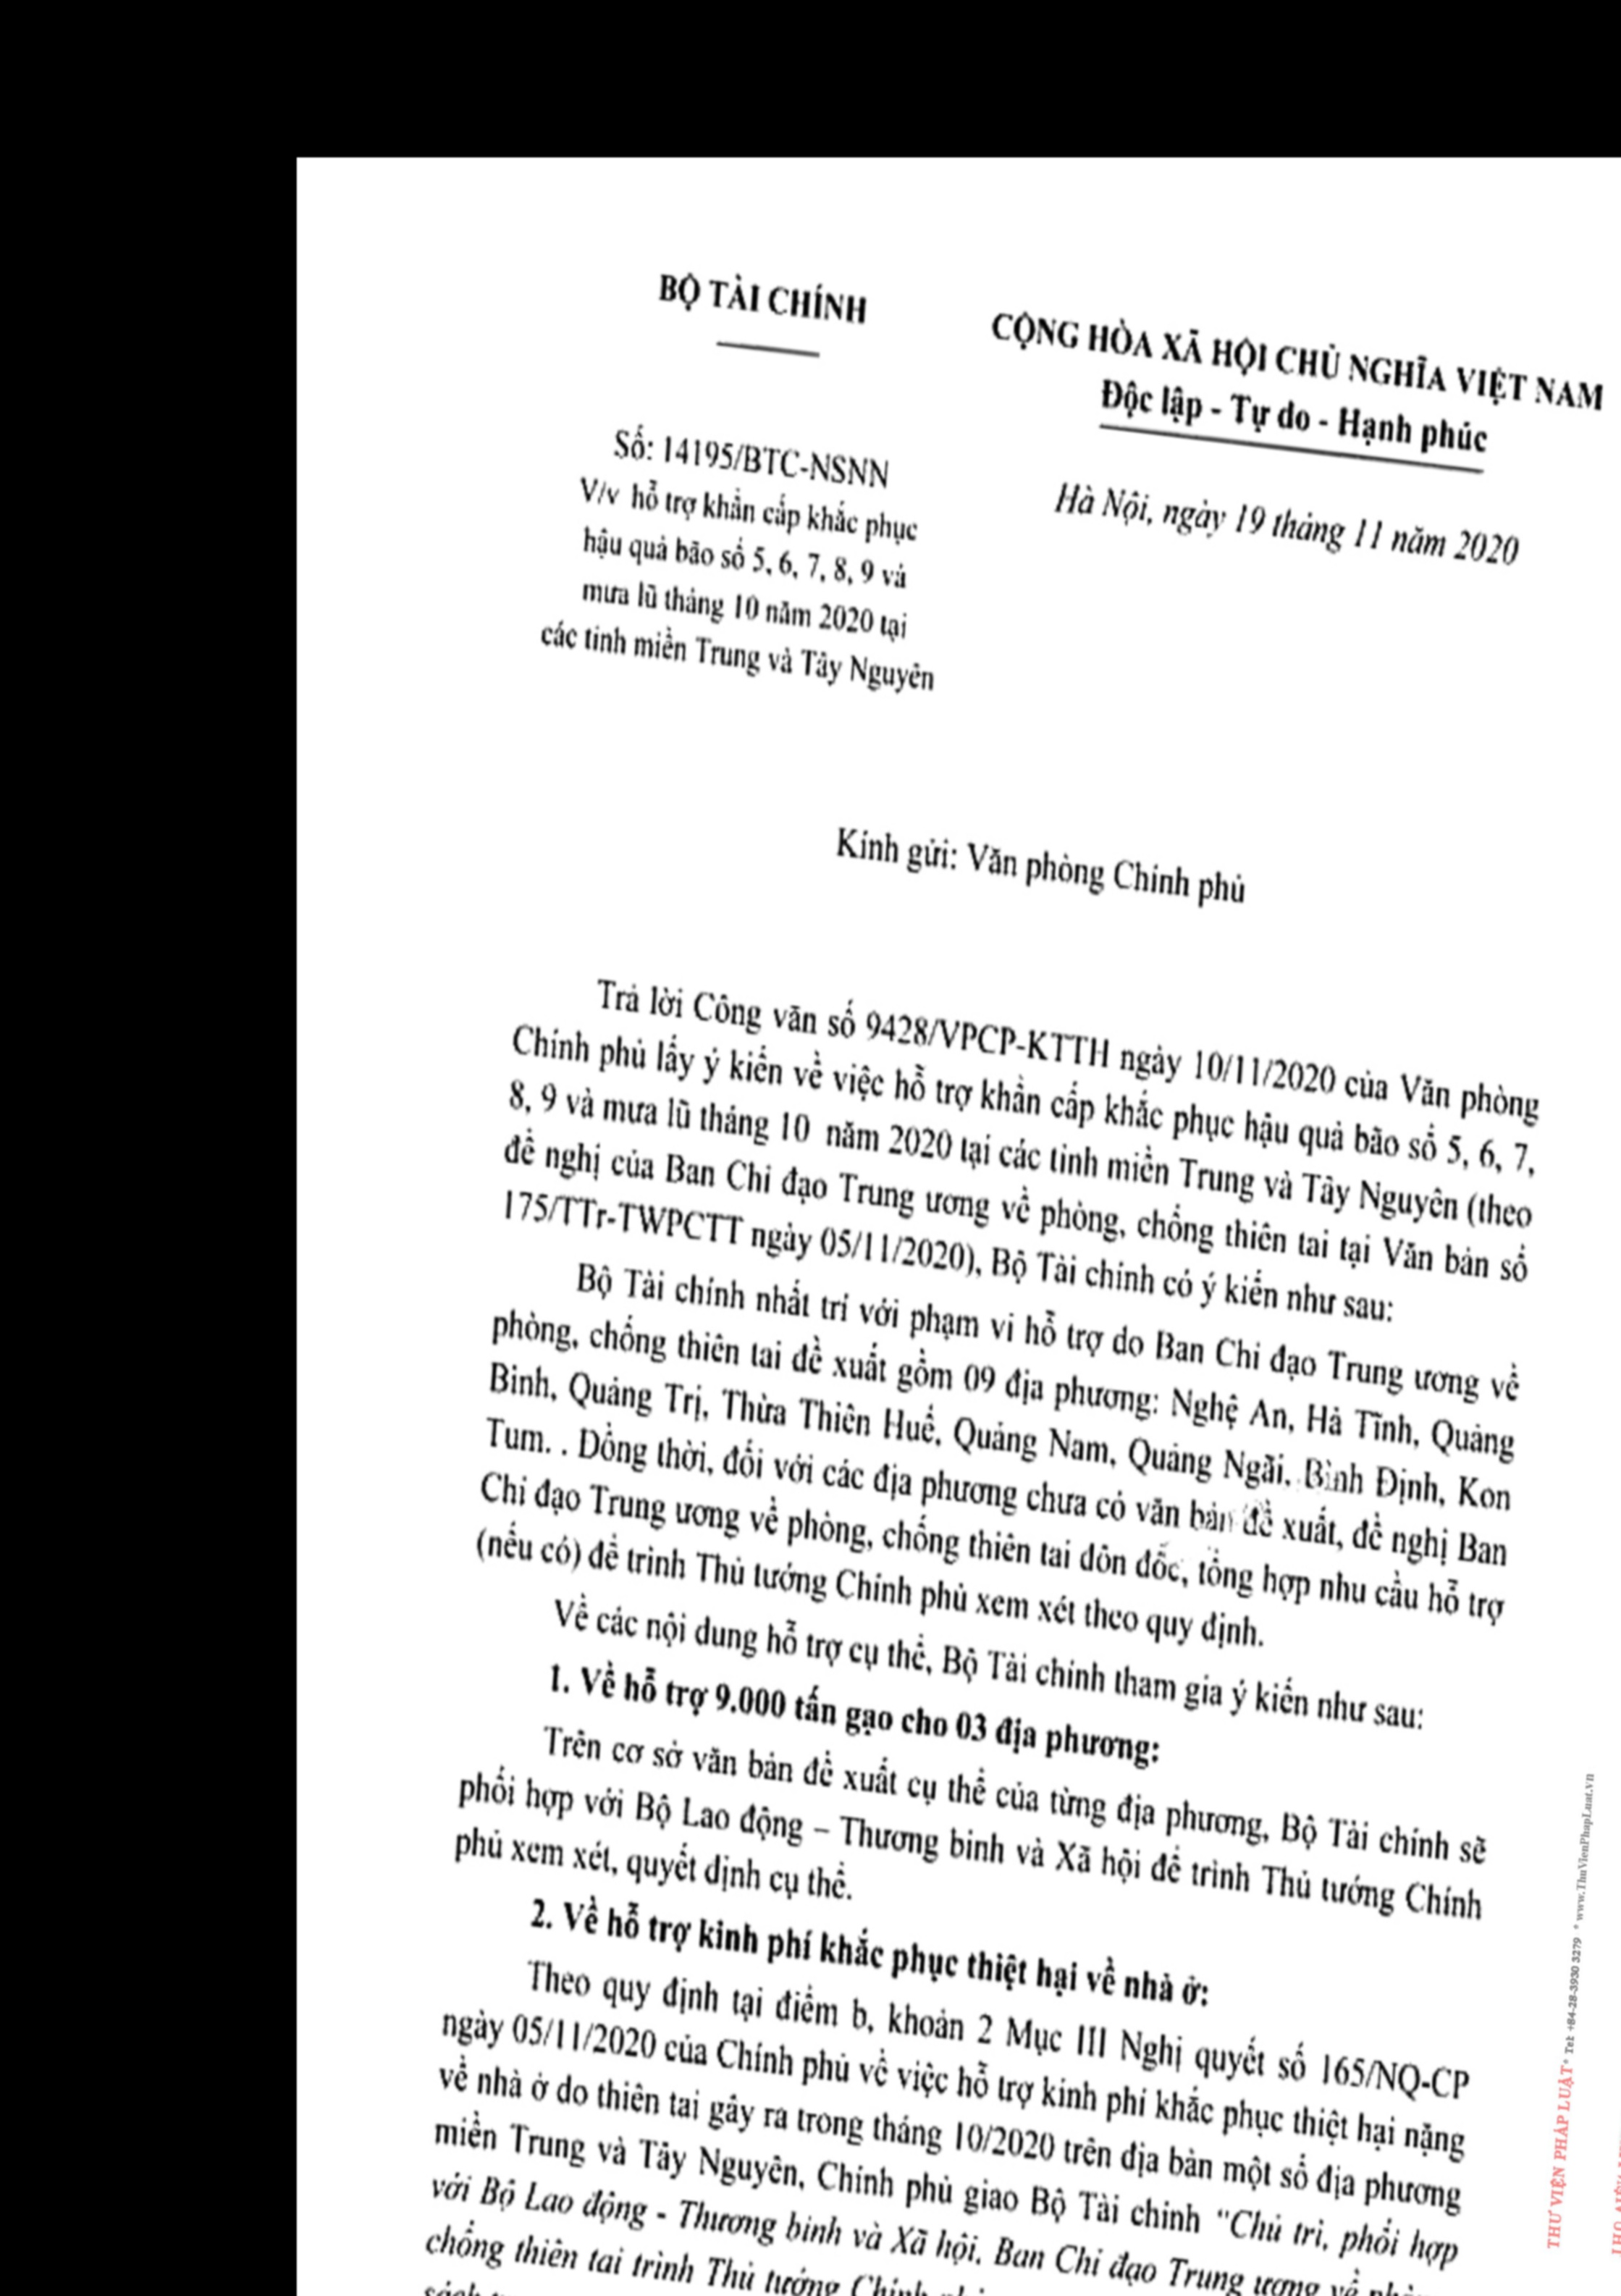 BỘ TÀI CHÍNH
CỘNG HÒA XÃ HỘI CHỦ NGHĨA VIỆT NAM
Độc lập - Tự do - Hạnh phúc
Số: 14195/BTC-NSNN
V/v hỗ trợ khẩn cấp khắc phục
hậu quả bão số 5, 6, 7, 8, 9 và
mưa lũ tháng 10 năm 2020 tại
các tỉnh miền Trung và Tây Nguyên
Hà Nội, ngày 19 tháng 11 năm 2020
Kính gửi: Văn phòng Chính phủ
Trả lời Công văn số 9428/VPCP-KTTH ngày 10/11/2020 của Văn phòng
Chính phủ lấy ý kiến về việc hỗ trợ khẩn cấp khắc phục hậu quả bão số 5, 6, 7,
8, 9 và mưa lũ tháng 10 năm 2020 tại các tỉnh miền Trung và Tây Nguyên (theo
đề nghị của Ban Chỉ đạo Trung ương về phòng, chống thiên tai tại Văn bản số
175/TTr-TWPCTT ngày 05/11/2020), Bộ Tài chính có ý kiến như sau:
Bộ Tài chính nhất trí với phạm vi hỗ trợ do Ban Chỉ đạo Trung ương về
phòng, chống thiên tai đề xuất gồm 09 địa phương: Nghệ An, Hà Tĩnh, Quảng
Bình, Quảng Trị, Thừa Thiên Huế, Quảng Nam, Quảng Ngãi, Bình Định, Kon
Tum. . Đồng thời, đối với các địa phương chưa có văn bản đề xuất, đề nghị Ban
Chỉ đạo Trung ương về phòng, chống thiên tai đôn đốc, tổng hợp nhu cầu hỗ trợ
(nếu có) để trình Thủ tướng Chính phủ xem xét theo quy định.
Về các nội dung hỗ trợ cụ thể, Bộ Tài chính tham gia ý kiến như sau:
1. Về hỗ trợ 9.000 tấn gạo cho 03 địa phương:
Trên cơ sở văn bản đề xuất cụ thể của từng địa phương, Bộ Tài chính sẽ
phối hợp với Bộ Lao động – Thương binh và Xã hội để trình Thủ tướng Chính
phủ xem xét, quyết định cụ thể.
2. Về hỗ trợ kinh phí khắc phục thiệt hại về nhà ở:
Theo quy định tại điểm b, khoản 2 Mục III Nghị quyết số 165/NQ-CP
ngày 05/11/2020 của Chính phủ về việc hỗ trợ kinh phí khắc phục thiệt hại nặng
về nhà ở do thiên tai gây ra trong tháng 10/2020 trên địa bàn một số địa phương
miền Trung và Tây Nguyên, Chính phủ giao Bộ Tài chính "Chủ trì, phối hợp
với Bộ Lao động - Thương binh và Xã hội, Ban Chỉ đạo Trung ương về
chống thiên tai trình Thủ tướng
THƯ VIỆN PHÁP LUẬT * Tel: +84-28-3930 3279 * www.ThuVienPhapLuat.vn